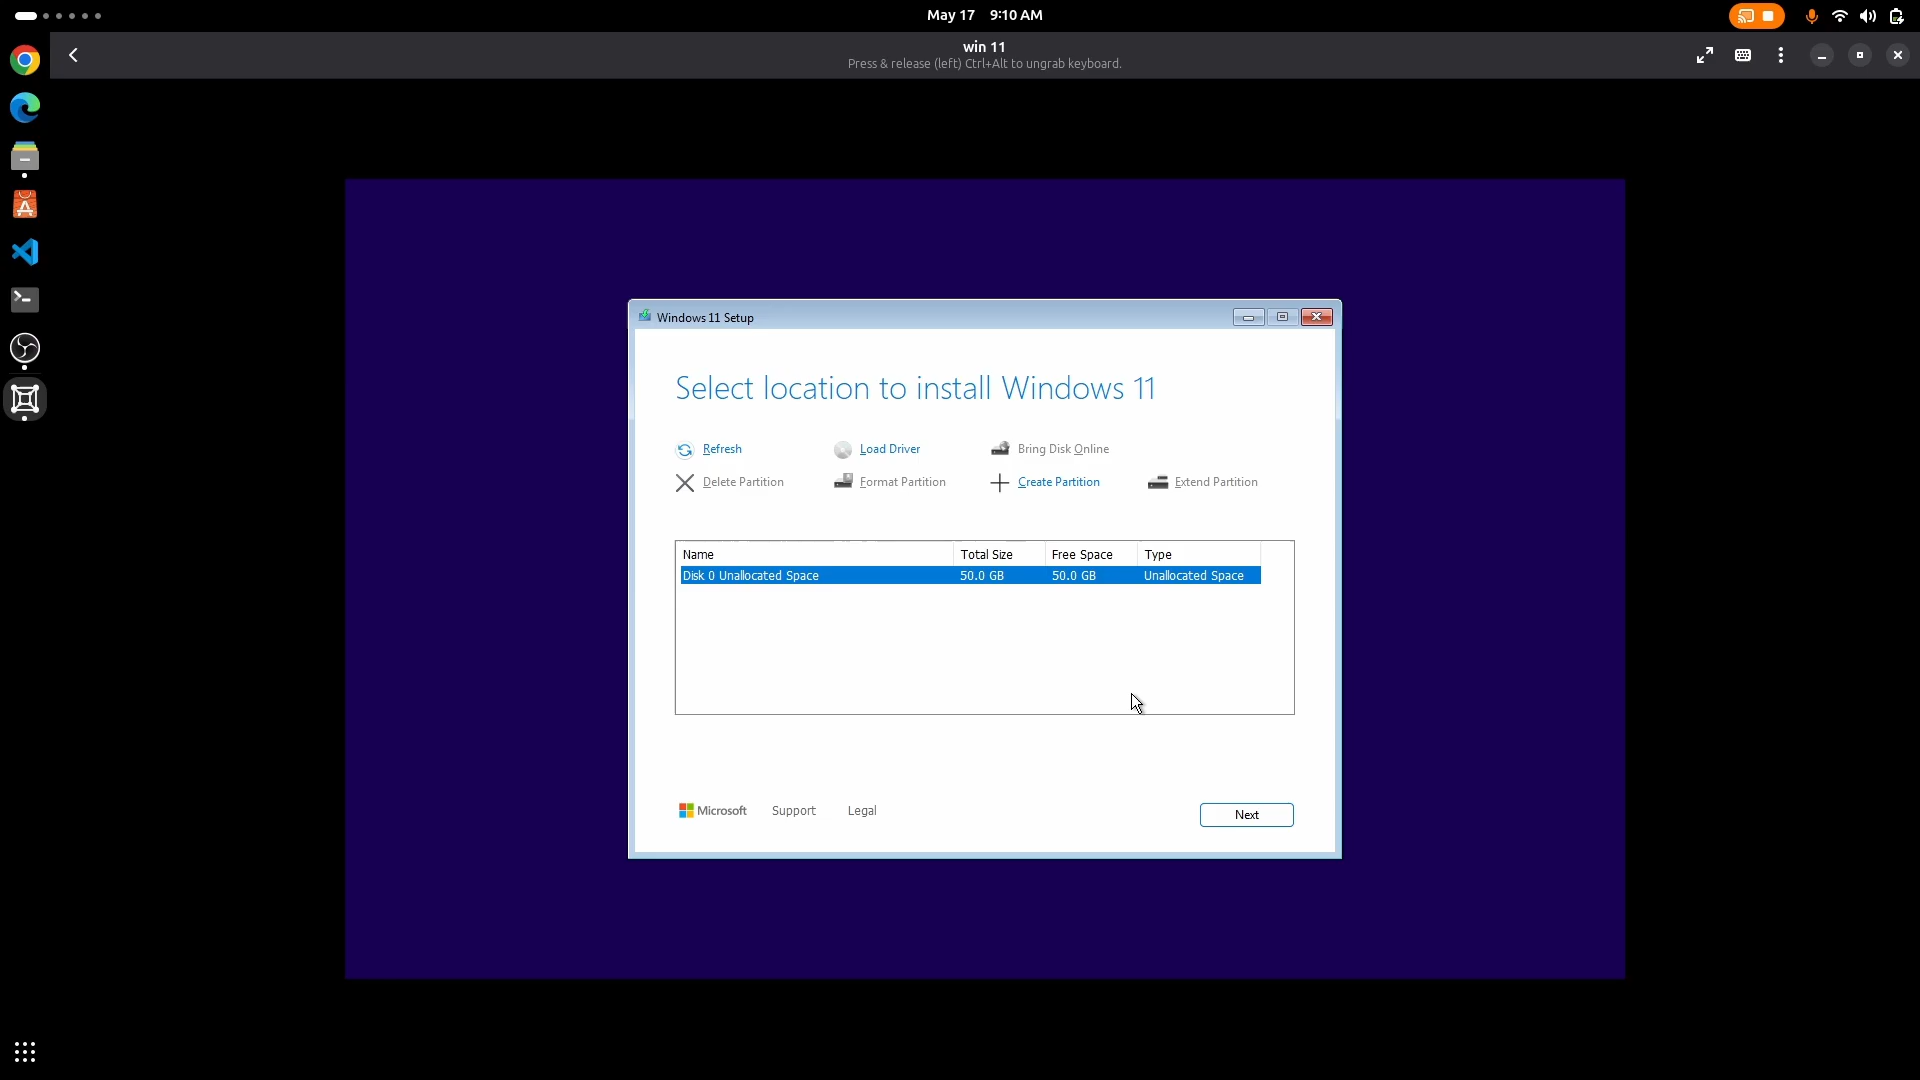 May 17 9:10 AM
win 11
Press & release (left) Ctrl+Alt to ungrab keyboard.
Windows 11 Setup
Select location to install Windows 11
Refresh Load Driver Bring Disk Online
Delete Partition Format Partition Create Partition Extend Partition
Name Total Size Free Space Type
Disk 0 Unallocated Space 50.0 GB 50.0 GB Unallocated Space
Microsoft Support Legal Next